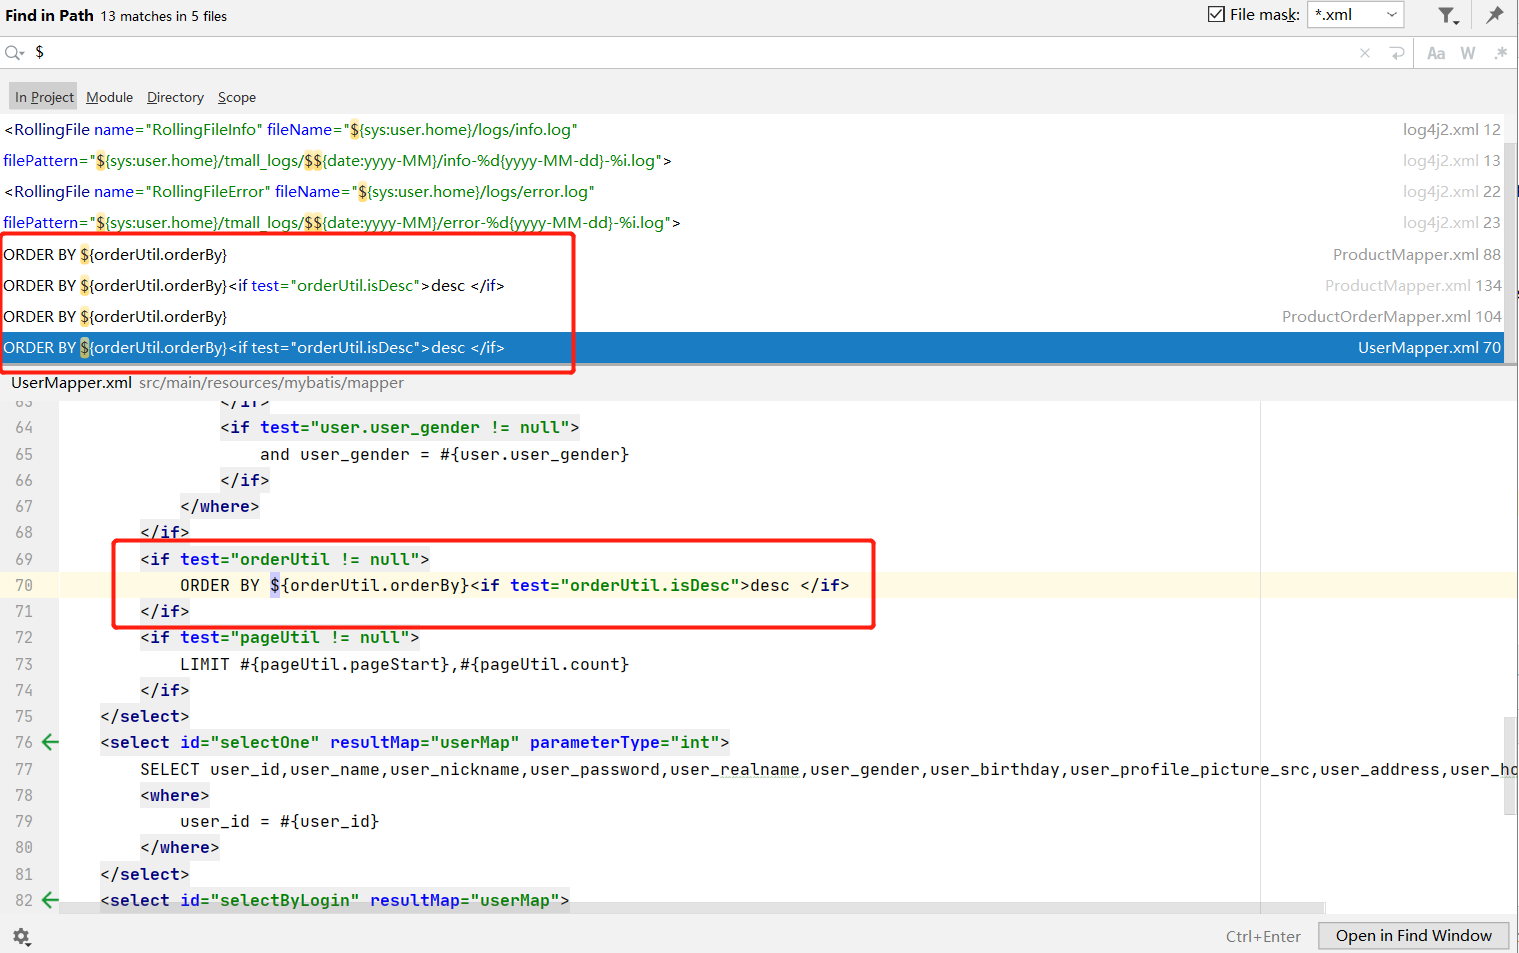 Find in Path 13 matches in 5 files File mask: *.xml
$ Aa W .*
In Project Module Directory Scope
<RollingFile name="RollingFileInfo" fileName="${sys:user.home}/logs/info.log" log4j2.xml 12
filePattern="${sys:user.home}/tmall_logs/$${date:yyyy-MM}/info-%d{yyyy-MM-dd}-%i.log"> log4j2.xml 13
<RollingFile name="RollingFileError" fileName="${sys:user.home}/logs/error.log" log4j2.xml 22
filePattern="${sys:user.home}/tmall_logs/$${date:yyyy-MM}/error-%d{yyyy-MM-dd}-%i.log"> log4j2.xml 23
ORDER BY ${orderUtil.orderBy} ProductMapper.xml 88
ORDER BY ${orderUtil.orderBy}<if test="orderUtil.isDesc">desc </if> ProductMapper.xml 134
ORDER BY ${orderUtil.orderBy} ProductOrderMapper.xml 104
ORDER BY ${orderUtil.orderBy}<if test="orderUtil.isDesc">desc </if> UserMapper.xml 70
UserMapper.xml src/main/resources/mybatis/mapper
63 </if>
64 <if test="user.user_gender != null">
65 and user_gender = #{user.user_gender}
66 </if>
67 </where>
68 </if>
69 <if test="orderUtil != null">
70 ORDER BY ${orderUtil.orderBy}<if test="orderUtil.isDesc">desc </if>
71 </if>
72 <if test="pageUtil != null">
73 LIMIT #{pageUtil.pageStart},#{pageUtil.count}
74 </if>
75 </select>
76 <select id="selectOne" resultMap="userMap" parameterType="int">
77 SELECT user_id,user_name,user_nickname,user_password,user_realname,user_gender,user_birthday,user_profile_picture_src,user_address,user_ho
78 <where>
79 user_id = #{user_id}
80 </where>
81 </select>
82 <select id="selectByLogin" resultMap="userMap">
Ctrl+Enter Open in Find Window